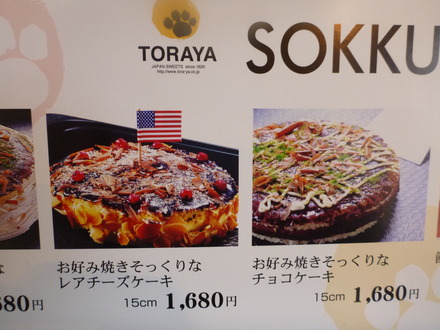 TORAYA
JAPAN SWEETS since 1926
http://www.toraya.co.jp
SOKKU
な
680円
お好み焼きそっくりな
レアチーズケーキ
15cm 1,680円
お好み焼きそっくりな
チョコケーキ
15cm 1,680円
1,